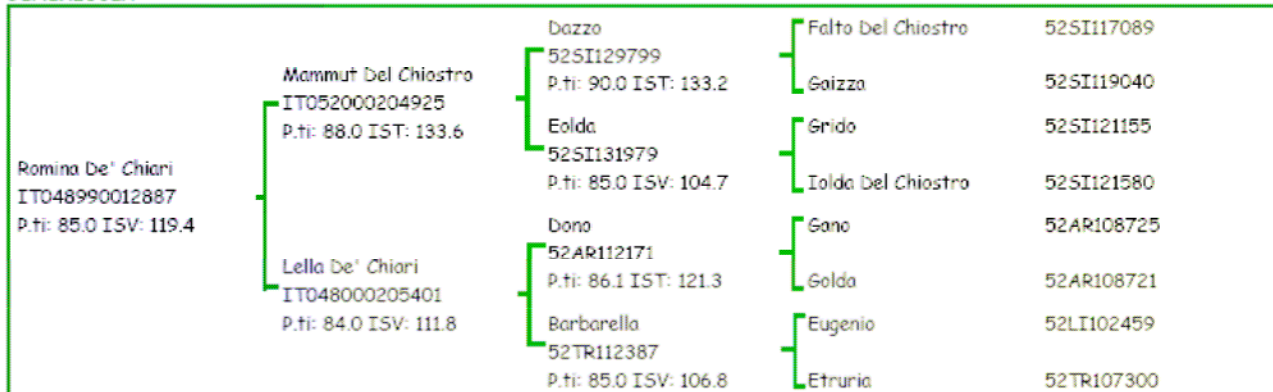 Romina De' Chiari
IT048990012887
P.ti: 85.0 ISV: 119.4
Mammut Del Chiostro
IT052000204925
P.ti: 88.0 IST: 133.6
Lella De' Chiari
IT048000205401
P.ti: 84.0 ISV: 111.8
Dazzo
52SI129799
P.ti: 90.0 IST: 133.2
Eolda
52SI131979
P.ti: 85.0 ISV: 104.7
Dono
52AR112171
P.ti: 86.1 IST: 121.3
Barbarella
52TR112387
P.ti: 85.0 ISV: 106.8
Falto Del Chiostro 52SI117089
Gaizza 52SI119040
Grido 52SI121155
Iolda Del Chiostro 52SI121580
Gano 52AR108725
Golda 52AR108721
Eugenio 52LI102459
Etruria 52TR107300